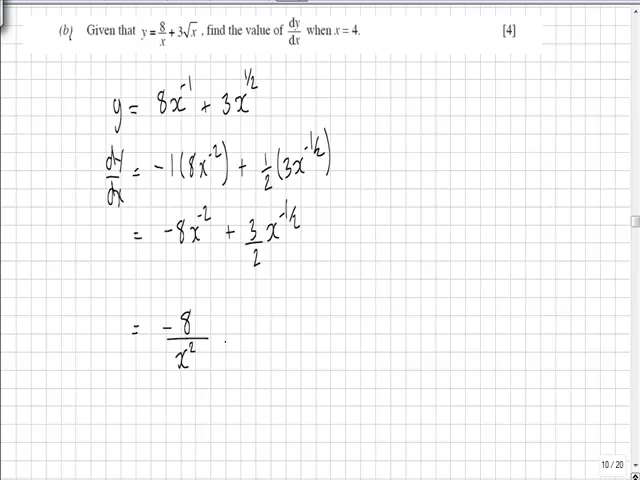 (b) Given that y = 8/x + 3√x, find the value of dy/dx when x = 4. [4]
y = 8x⁻¹ + 3x^1/2
dy/dx = -1(8x⁻²) + 1/2(3x^-1/2)
= -8x⁻² + 3/2 x^-1/2
= -8/x²
10 / 20